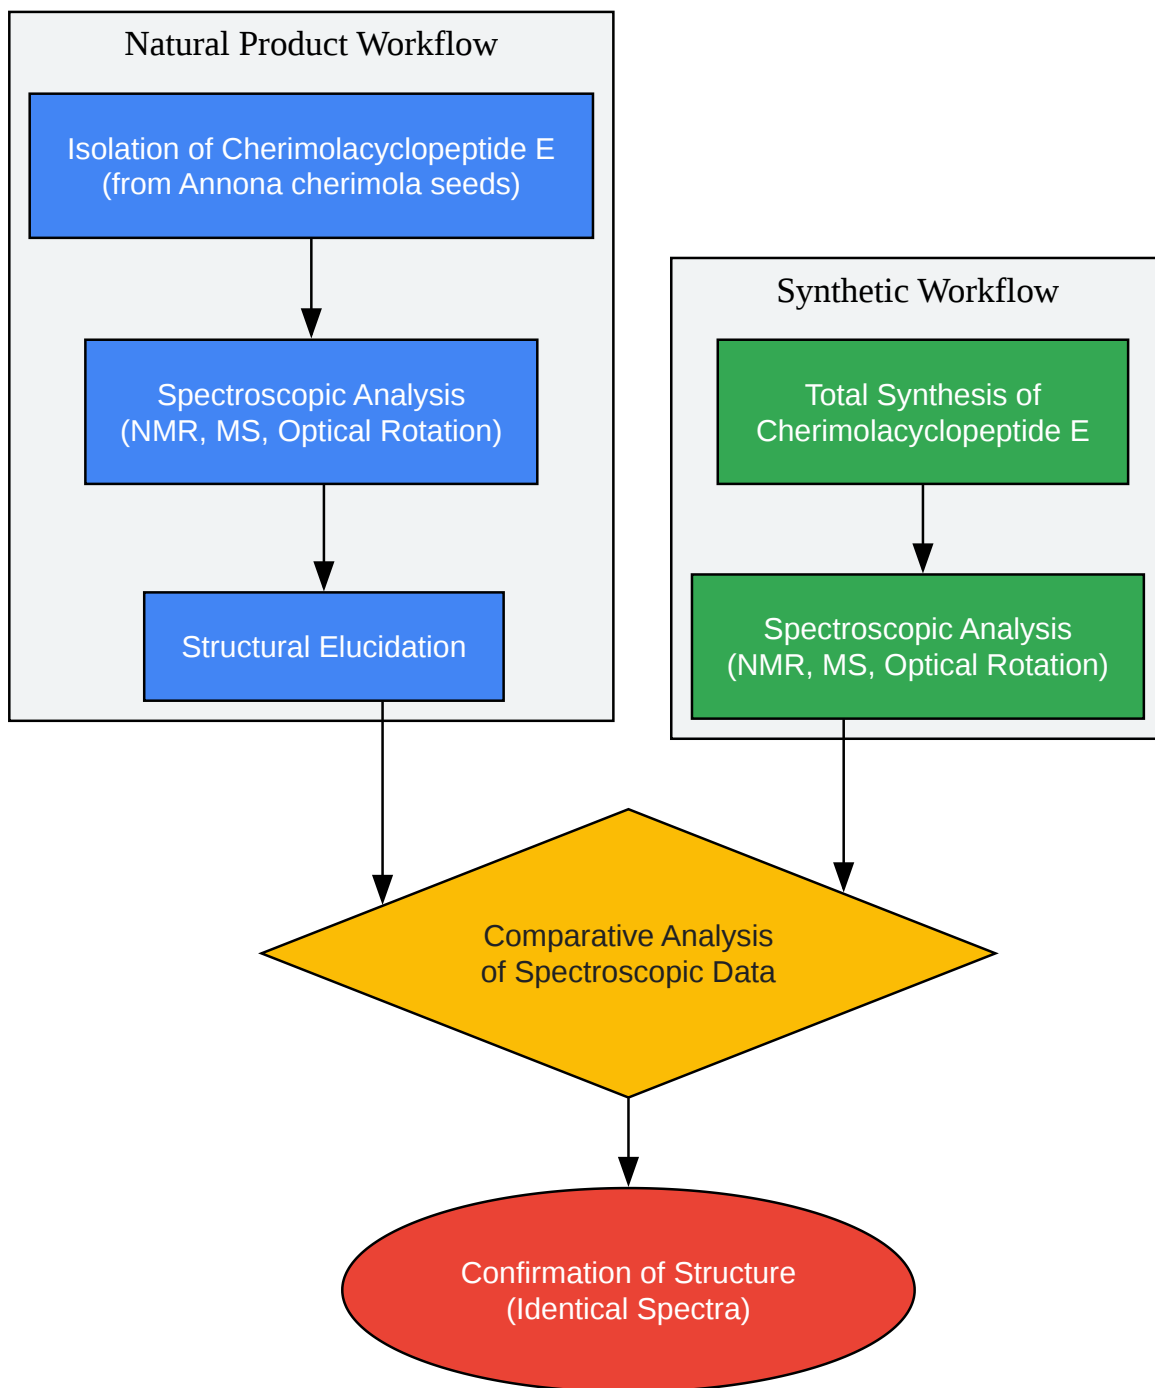 Natural Product Workflow
Isolation of Cherimolacyclopeptide E
(from Annona cherimola seeds)
Spectroscopic Analysis
(NMR, MS, Optical Rotation)
Structural Elucidation
Synthetic Workflow
Total Synthesis of
Cherimolacyclopeptide E
Spectroscopic Analysis
(NMR, MS, Optical Rotation)
Comparative Analysis
of Spectroscopic Data
Confirmation of Structure
(Identical Spectra)